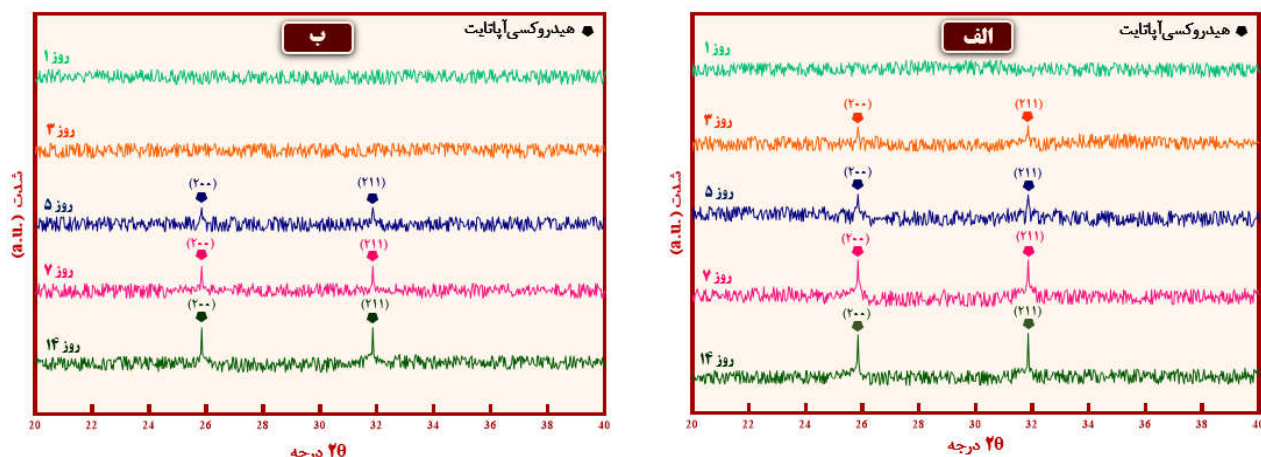 هیدروکسی‌آپاتایت
الف
شدت (a.u.)
روز ۱
روز ۳
(۲۰۰)
(۲۱۱)
روز ۵
(۲۰۰)
(۲۱۱)
روز ۷
(۲۰۰)
(۲۱۱)
روز ۱۴
(۲۰۰)
(۲۱۱)
20 22 24 26 28 30 32 34 36 38 40
۲θ درجه
هیدروکسی‌آپاتایت
ب
شدت (a.u.)
روز ۱
روز ۳
روز ۵
(۲۰۰)
(۲۱۱)
روز ۷
(۲۰۰)
(۲۱۱)
روز ۱۴
(۲۰۰)
(۲۱۱)
20 22 24 26 28 30 32 34 36 38 40
۲θ درجه